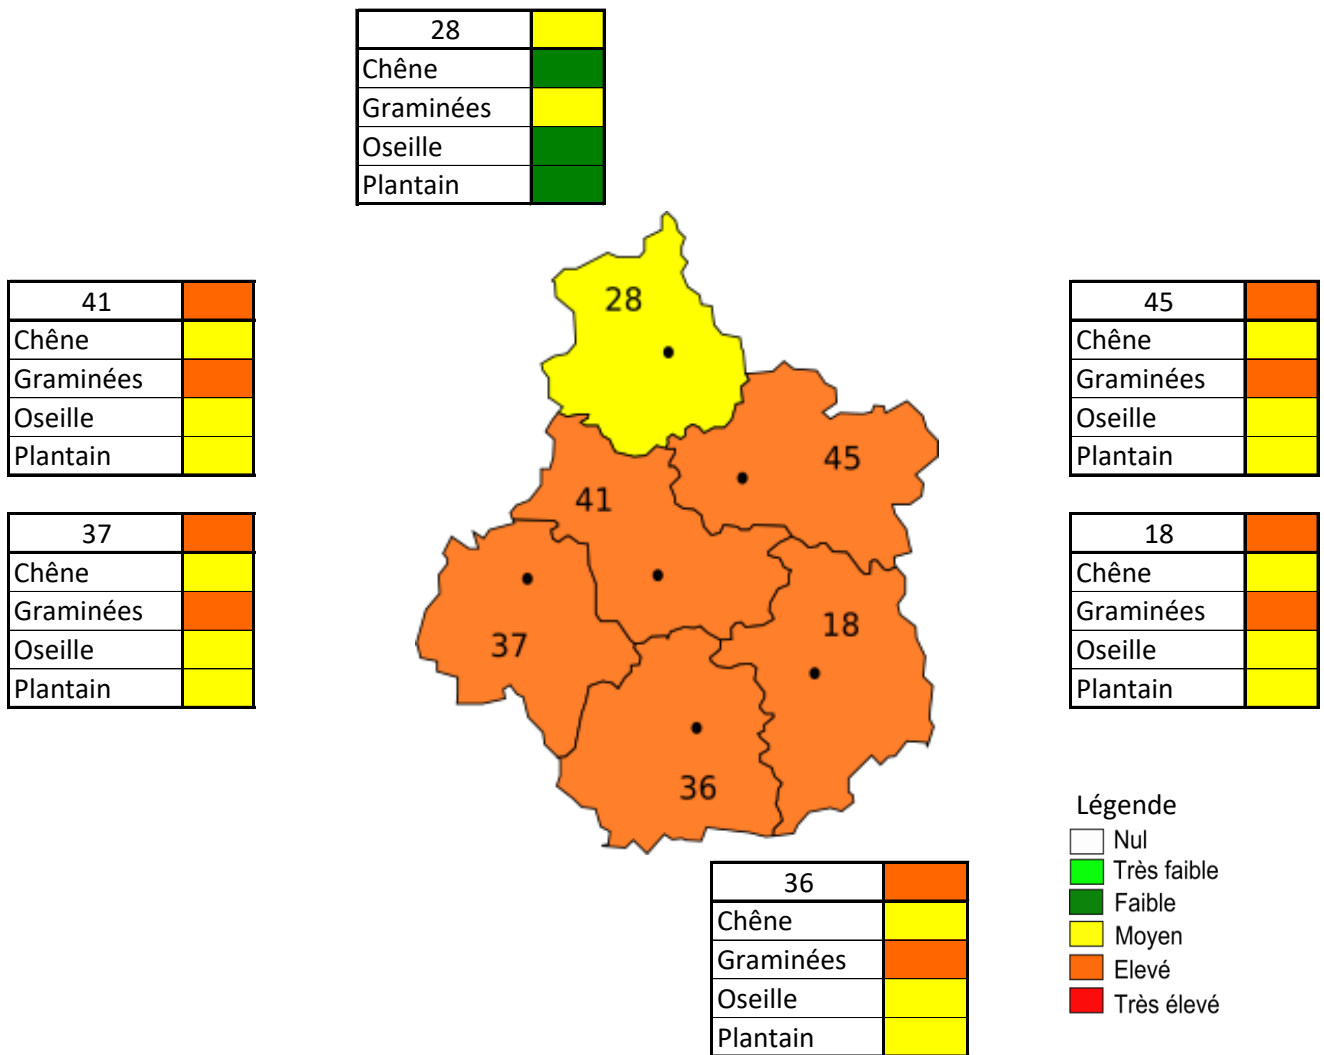 28
Chêne
Graminées
Oseille
Plantain
41
Chêne
Graminées
Oseille
Plantain
37
Chêne
Graminées
Oseille
Plantain
28
45
41
18
37
36
45
Chêne
Graminées
Oseille
Plantain
18
Chêne
Graminées
Oseille
Plantain
36
Chêne
Graminées
Oseille
Plantain
Légende
Nul
Très faible
Faible
Moyen
Elevé
Très élevé